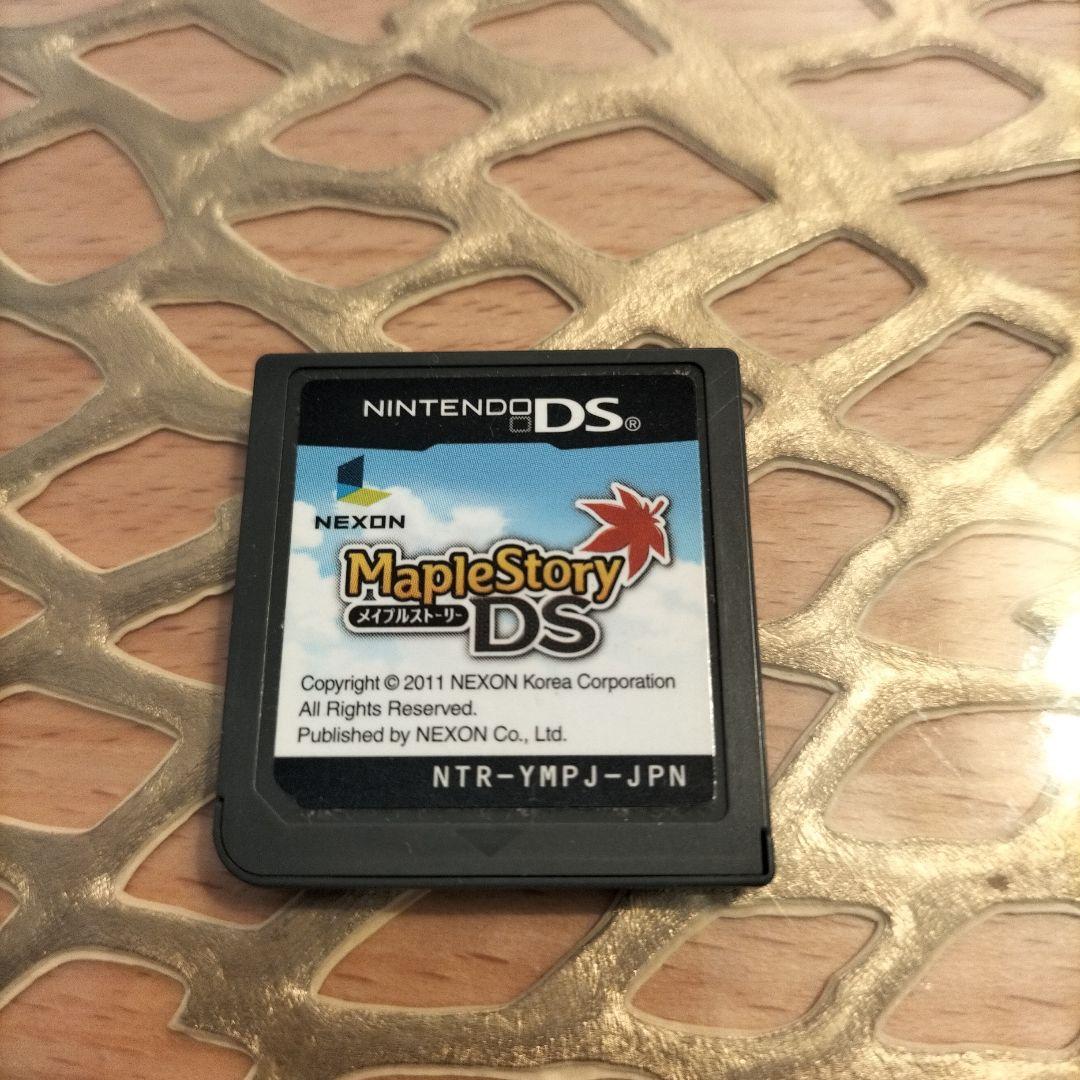 NINTENDO DS®
NEXON
MapleStory
メイプルストーリー DS
Copyright © 2011 NEXON Korea Corporation
All Rights Reserved.
Published by NEXON Co., Ltd.
NTR-YMPJ-JPN